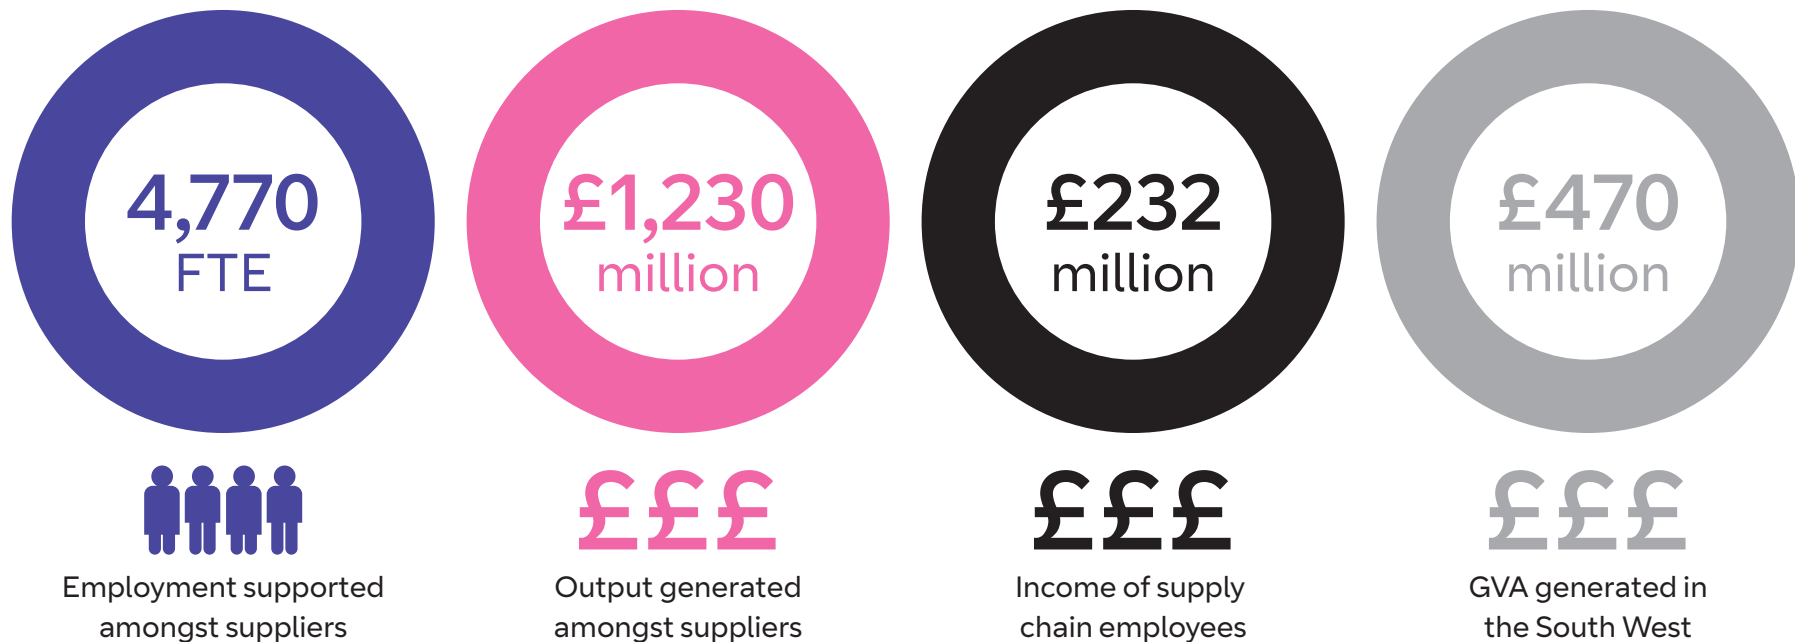 4,770
FTE
£1,230
million
£232
million
£470
million
£££
£££
£££
Employment supported
amongst suppliers
Output generated
amongst suppliers
Income of supply
chain employees
GVA generated in
the South West